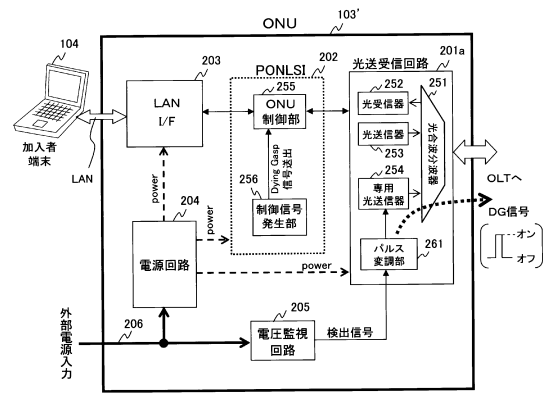 ONU
103'
104
加入者
端末
LAN
203
LAN
I/F
202
PONLSI
255
ONU
制御部
Dying Gasp
信号送出
256
制御信号
発生部
光送受信回路
201a
252
光受信器
251
光送信器
253
254
専用
光送信器
光合波分波器
パルス
変調部
261
OLTへ
DG信号
オン
オフ
power
power
power
204
電源回路
外部電源入力
206
205
電圧監視
回路
検出信号